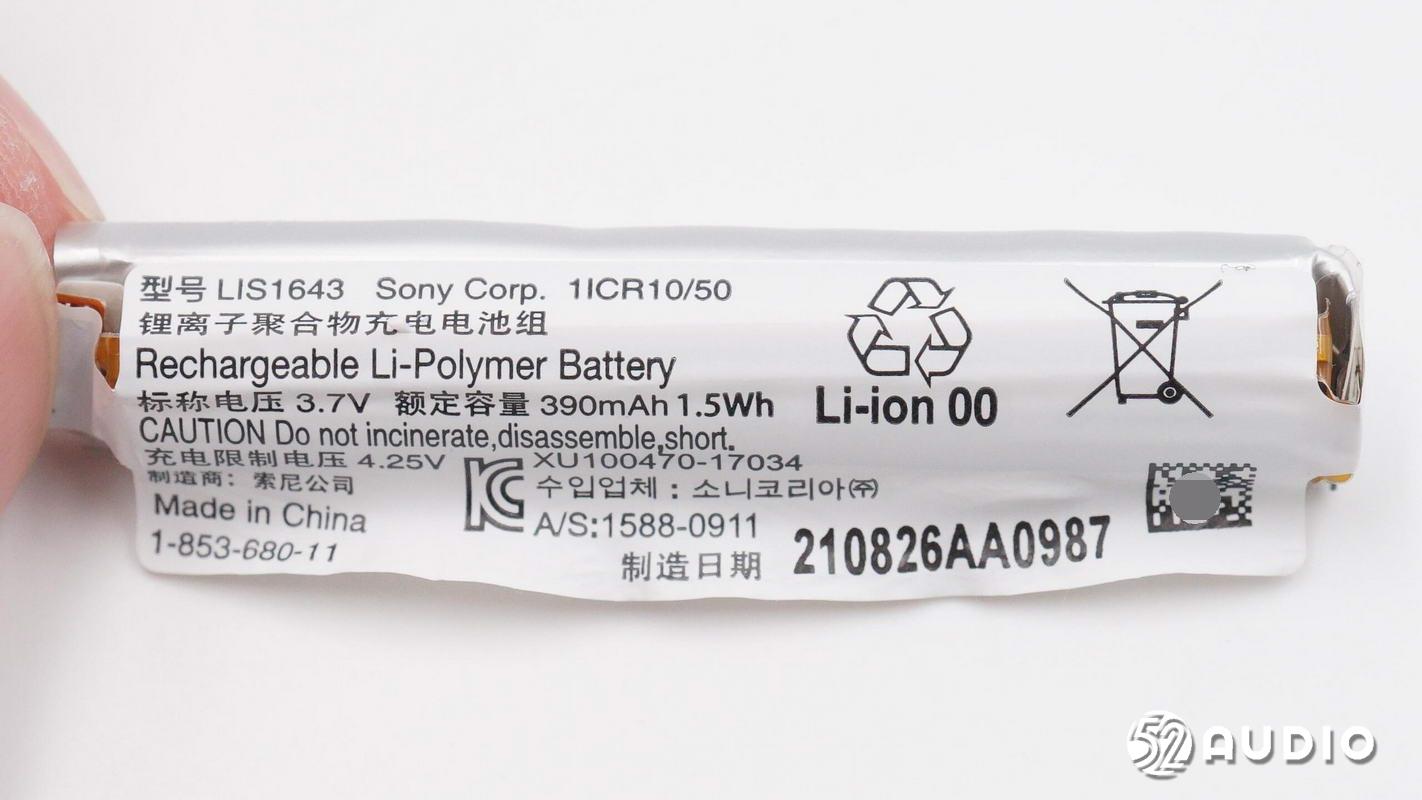 型号 LIS1643 Sony Corp. 1ICR10/50
锂离子聚合物充电电池组
Rechargeable Li-Polymer Battery
标称电压 3.7V 额定容量 390mAh 1.5Wh
Li-ion 00
CAUTION Do not incinerate,disassemble,short.
充电限制电压 4.25V
XU100470-17034
制造商: 索尼公司
수입업체 : 소니코리아㈜
Made in China
A/S:1588-0911
1-853-680-11
制造日期 210826AA0987
52 AUDIO